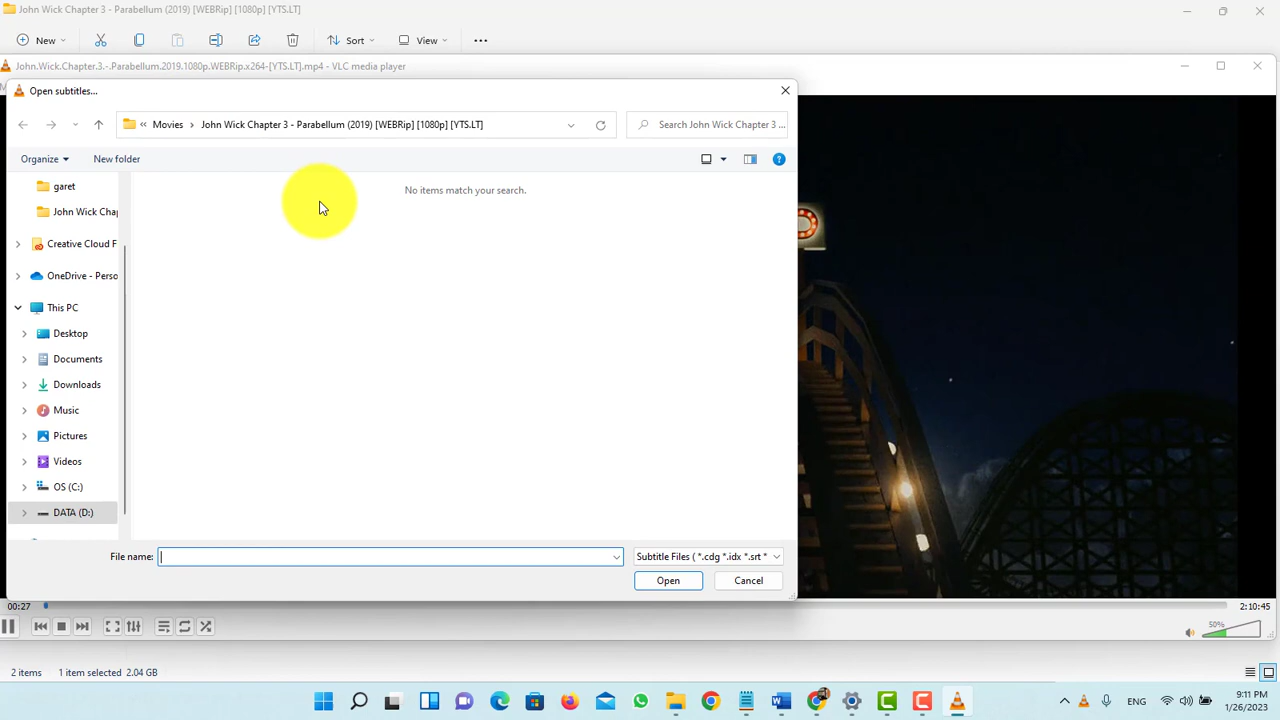 John Wick Chapter 3 - Parabellum (2019) [WEBRip] [1080p] [YTS.LT]
New
Sort
View
John.Wick.Chapter.3.-.Parabellum.2019.1080p.WEBRip.x264-[YTS.LT].mp4 - VLC media player
Open subtitles...
Movies
John Wick Chapter 3 - Parabellum (2019) [WEBRip] [1080p] [YTS.LT]
Search John Wick Chapter 3 ...
Organize
New folder
garet
No items match your search.
John Wick Chap
Creative Cloud F
OneDrive - Perso
This PC
Desktop
Documents
Downloads
Music
Pictures
Videos
OS (C:)
DATA (D:)
File name:
Subtitle Files ( *.cdg *.idx *.srt *
Open
Cancel
00:27
2:10:45
50%
2 items
1 item selected 2.04 GB
ENG
9:11 PM
1/26/2023